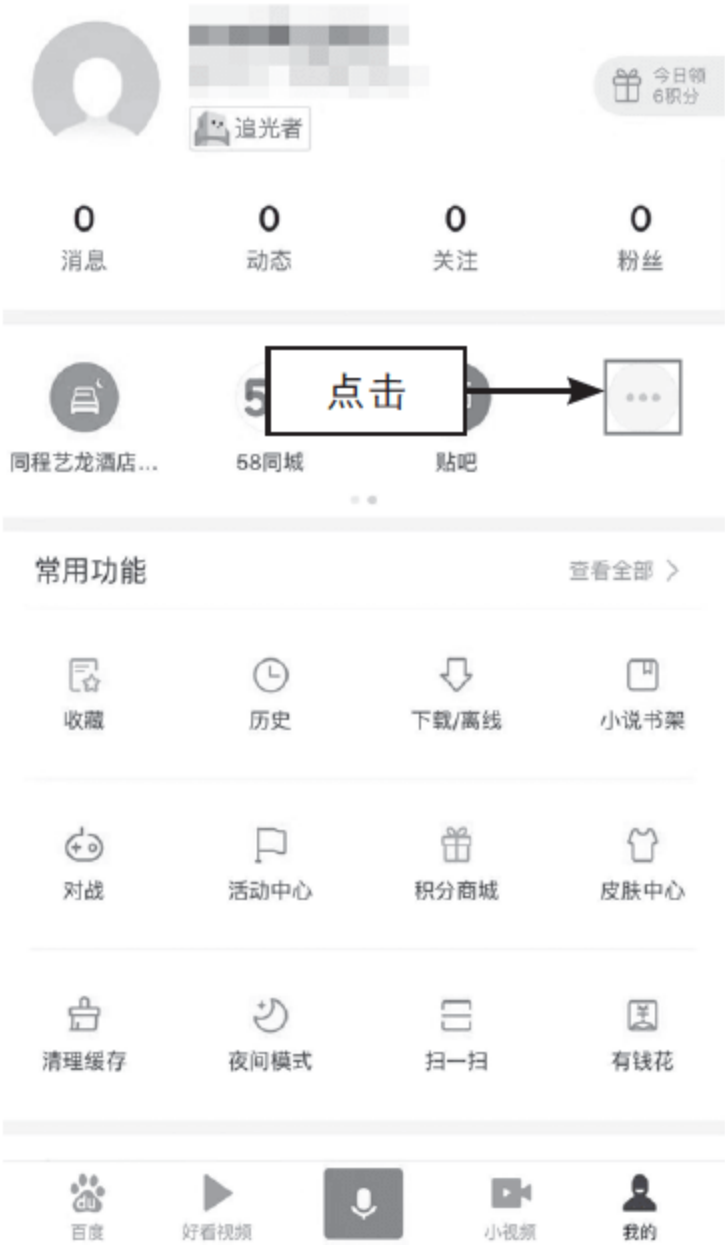 今日领
6积分
追光者
0 0 0 0
消息 动态 关注 粉丝
点击
同程艺龙酒店... 58同城 贴吧
常用功能 查看全部
收藏 历史 下载/离线 小说书架
对战 活动中心 积分商城 皮肤中心
清理缓存 夜间模式 扫一扫 有钱花
du
百度 好看视频 小视频 我的